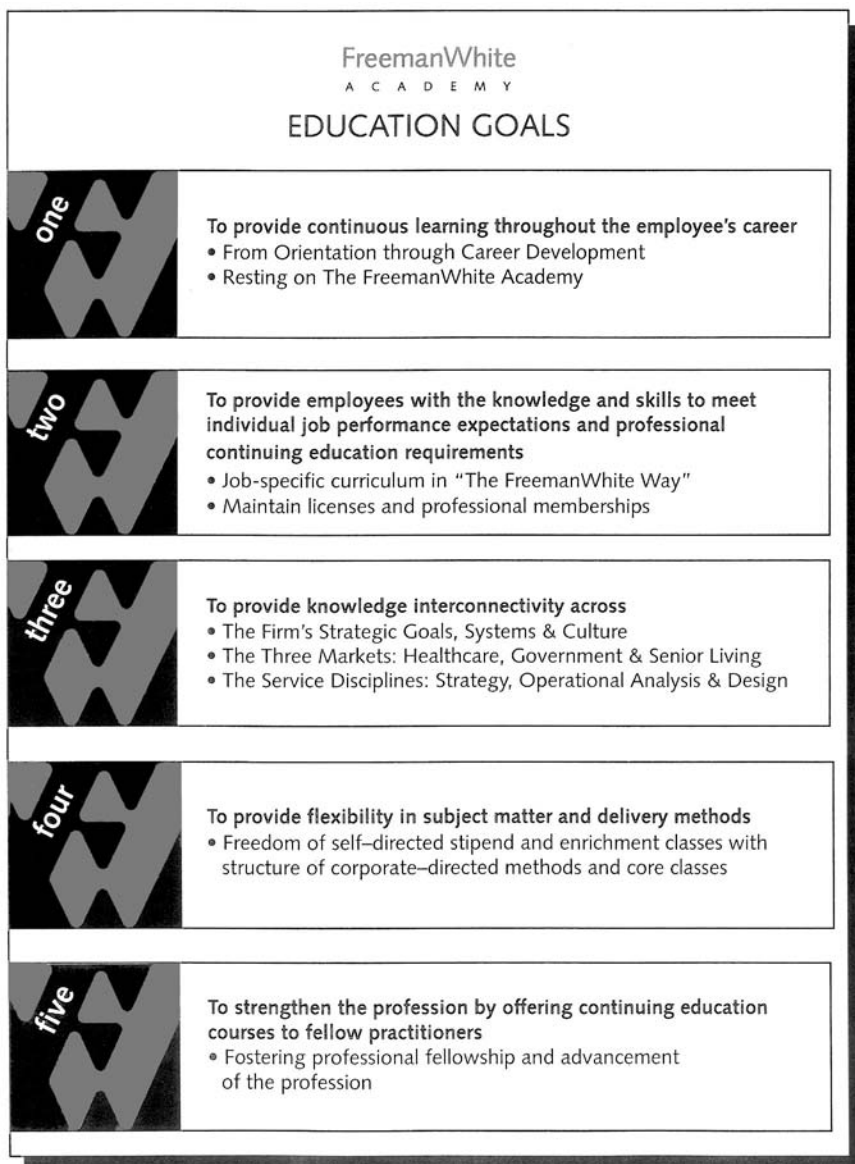 FreemanWhite
ACADEMY
EDUCATION GOALS
one
To provide continuous learning throughout the employee's career
• From Orientation through Career Development
• Resting on The FreemanWhite Academy
two
To provide employees with the knowledge and skills to meet
individual job performance expectations and professional
continuing education requirements
• Job-specific curriculum in "The FreemanWhite Way"
• Maintain licenses and professional memberships
three
To provide knowledge interconnectivity across
• The Firm's Strategic Goals, Systems & Culture
• The Three Markets: Healthcare, Government & Senior Living
• The Service Disciplines: Strategy, Operational Analysis & Design
four
To provide flexibility in subject matter and delivery methods
• Freedom of self–directed stipend and enrichment classes with
structure of corporate–directed methods and core classes
five
To strengthen the profession by offering continuing education
courses to fellow practitioners
• Fostering professional fellowship and advancement
of the profession